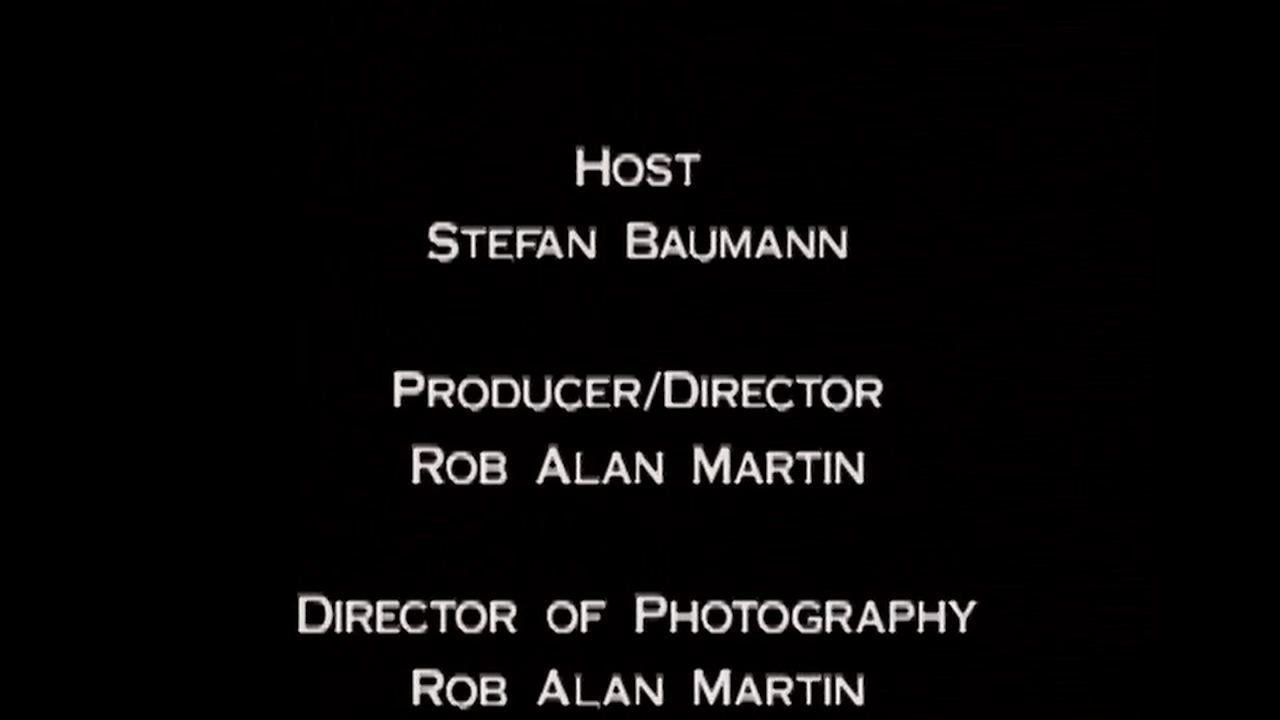 Host
Stefan Baumann
Producer/Director
Rob Alan Martin
Director of Photography
Rob Alan Martin